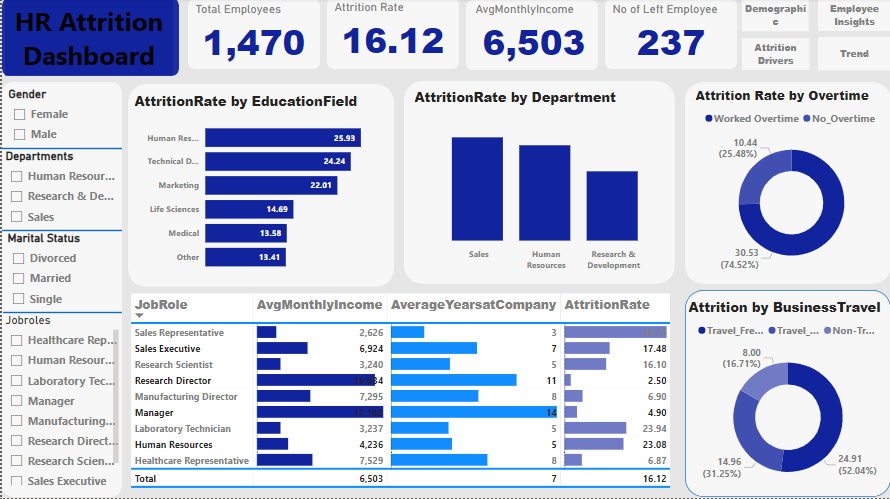 HR Attrition
Dashboard
Total Employees
1,470
Attrition Rate
16.12
AvgMonthlyIncome
6,503
No of Left Employee
237
Demographi
c
Employee
Insights
Attrition
Drivers
Trend
Gender
Female
Male
Departments
Human Resour...
Research & De...
Sales
Marital Status
Divorced
Married
Single
Jobroles
Healthcare Rep...
Human Resour...
Laboratory Tec...
Manager
Manufacturing...
Research Direct...
Research Scien...
Sales Executive
AttritionRate by EducationField
Human Res... 25.93
Technical D... 24.24
Marketing 22.01
Life Sciences 14.69
Medical 13.58
Other 13.41
AttritionRate by Department
Sales
Human
Resources
Research &
Development
Attrition Rate by Overtime
Worked Overtime No_Overtime
10.44
(25.48%)
30.53
(74.52%)
JobRole AvgMonthlyIncome AverageYearsatCompany AttritionRate
Sales Representative 2,626 3
Sales Executive 6,924 7 17.48
Research Scientist 3,240 5 16.10
Research Director 11 2.50
Manufacturing Director 7,295 8 6.90
Manager 14 4.90
Laboratory Technician 3,237 5 23.94
Human Resources 4,236 5 23.08
Healthcare Representative 7,529 8 6.87
Total 6,503 7 16.12
Attrition by BusinessTravel
Travel_Fre... Travel_... Non-Tr...
8.00
(16.71%)
14.96
(31.25%)
24.91
(52.04%)